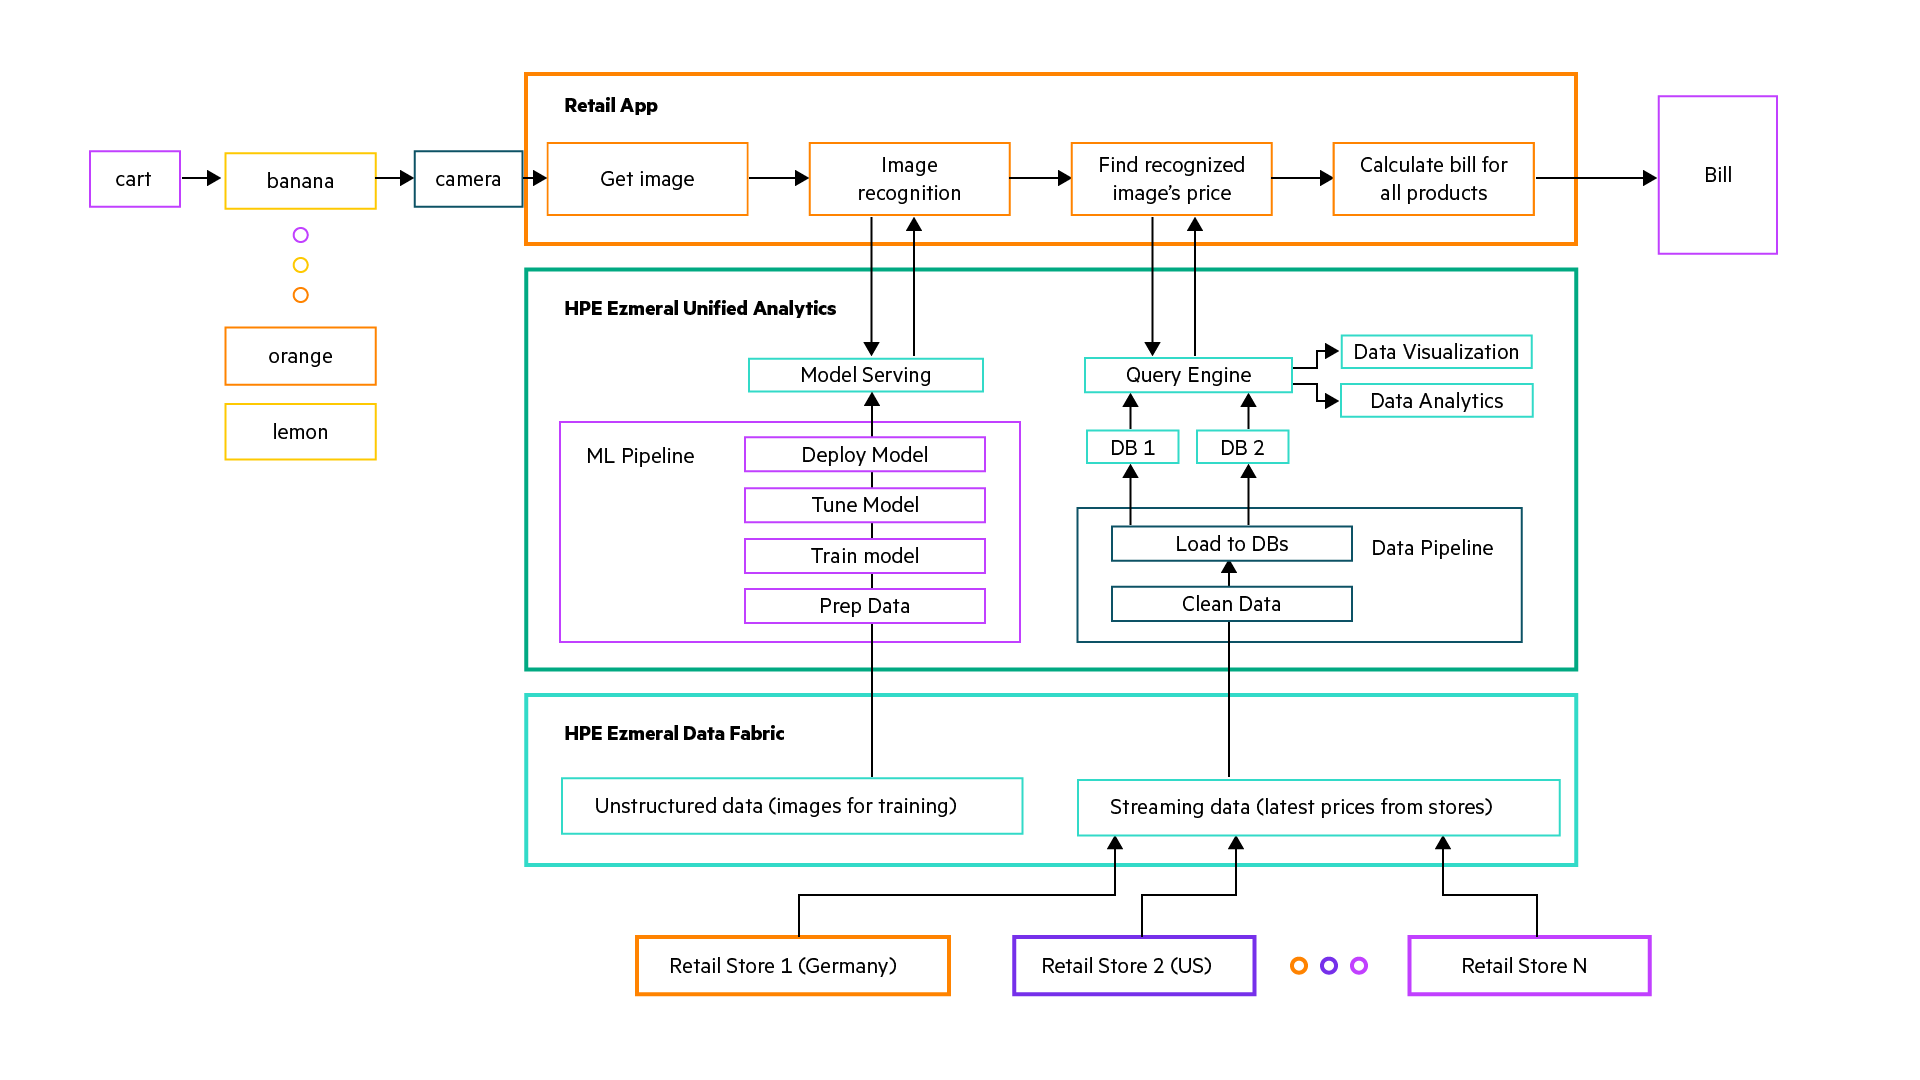 Retail App
cart
banana
camera
Get image
Image
recognition
Find recognized
image's price
Calculate bill for
all products
Bill
orange
lemon
HPE Ezmeral Unified Analytics
Model Serving
Query Engine
Data Visualization
Data Analytics
ML Pipeline
Deploy Model
Tune Model
Train model
Prep Data
DB 1
DB 2
Load to DBs
Data Pipeline
Clean Data
HPE Ezmeral Data Fabric
Unstructured data (images for training)
Streaming data (latest prices from stores)
Retail Store 1 (Germany)
Retail Store 2 (US)
Retail Store N